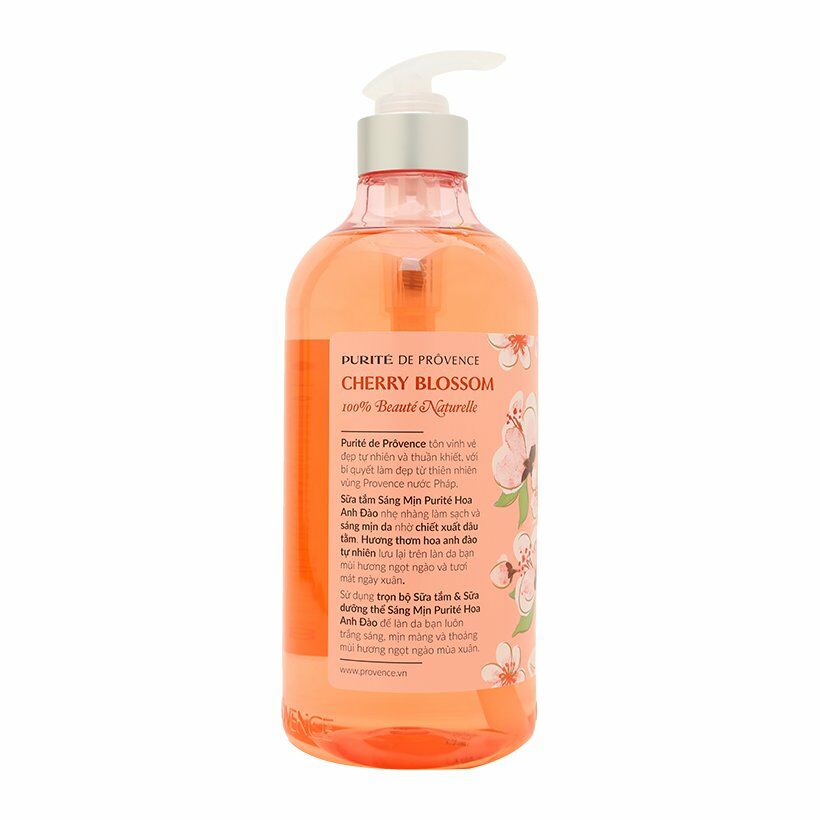 PURITÉ DE PRÔVENCE
CHERRY BLOSSOM
100% Beauté Naturelle
Purité de Prôvence tôn vinh vẻ
đẹp tự nhiên và thuần khiết, với
bí quyết làm đẹp từ thiên nhiên
vùng Provence nước Pháp.
Sữa tắm Sáng Mịn Purité Hoa
Anh Đào nhẹ nhàng làm sạch và
sáng mịn da nhờ chiết xuất dâu
tằm. Hương thơm hoa anh đào
tự nhiên lưu lại trên làn da bạn
mùi hương ngọt ngào và tươi
mát ngày xuân.
Sử dụng trọn bộ Sữa tắm & Sữa
dưỡng thể Sáng Mịn Purité Hoa
Anh Đào để làn da bạn luôn
trắng sáng, mịn màng và thoảng
mùi hương ngọt ngào mùa xuân.
www.provence.vn